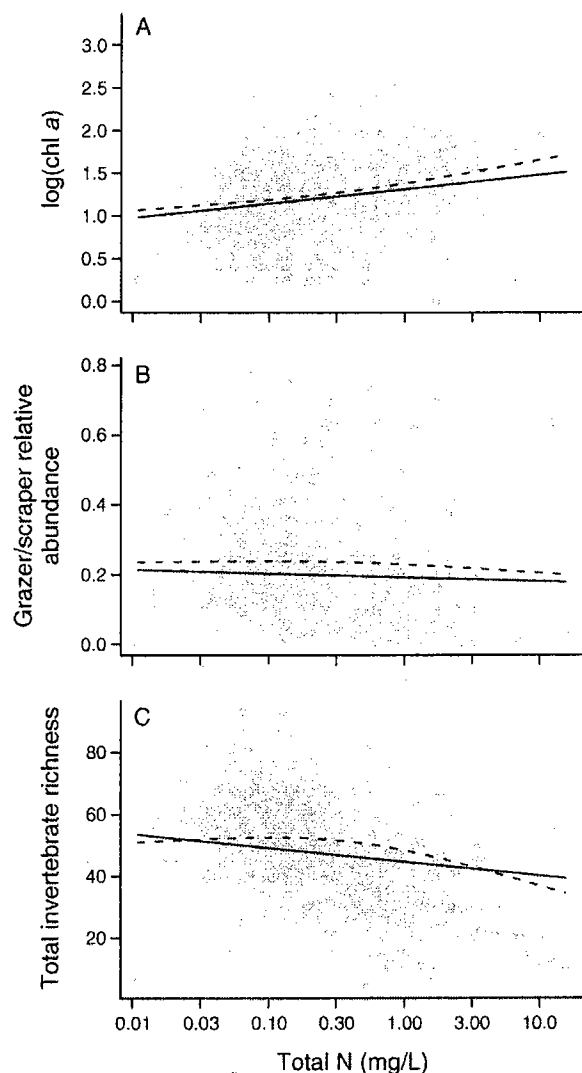 A
3.0
2.5
2.0
1.5
1.0
0.5
0.0
log(chl a)
B
0.8
0.6
0.4
0.2
0.0
Grazer/scraper relative
abundance
C
80
60
40
20
Total invertebrate richness
0.01 0.03 0.10 0.30 1.00 3.00 10.0
Total N (mg/L)